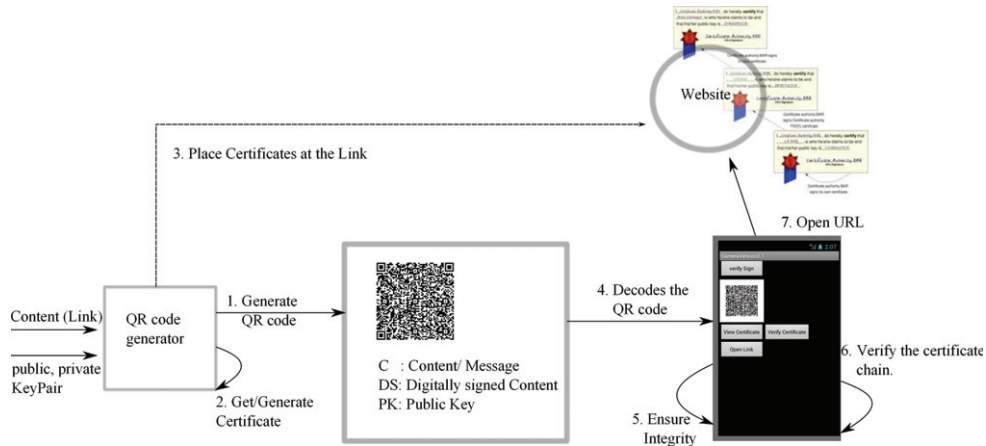 Website
3. Place Certificates at the Link
7. Open URL
2:07
verify Sign
4. Decodes the
QR code
1. Generate
QR code
Content (Link)
QR code
generator
public, private
KeyPair
View Certificate
Verify Certificate
Open Link
6. Verify the certificate
chain.
C : Content/ Message
DS: Digitally signed Content
PK: Public Key
2. Get/Generate
Certificate
5. Ensure
Integrity